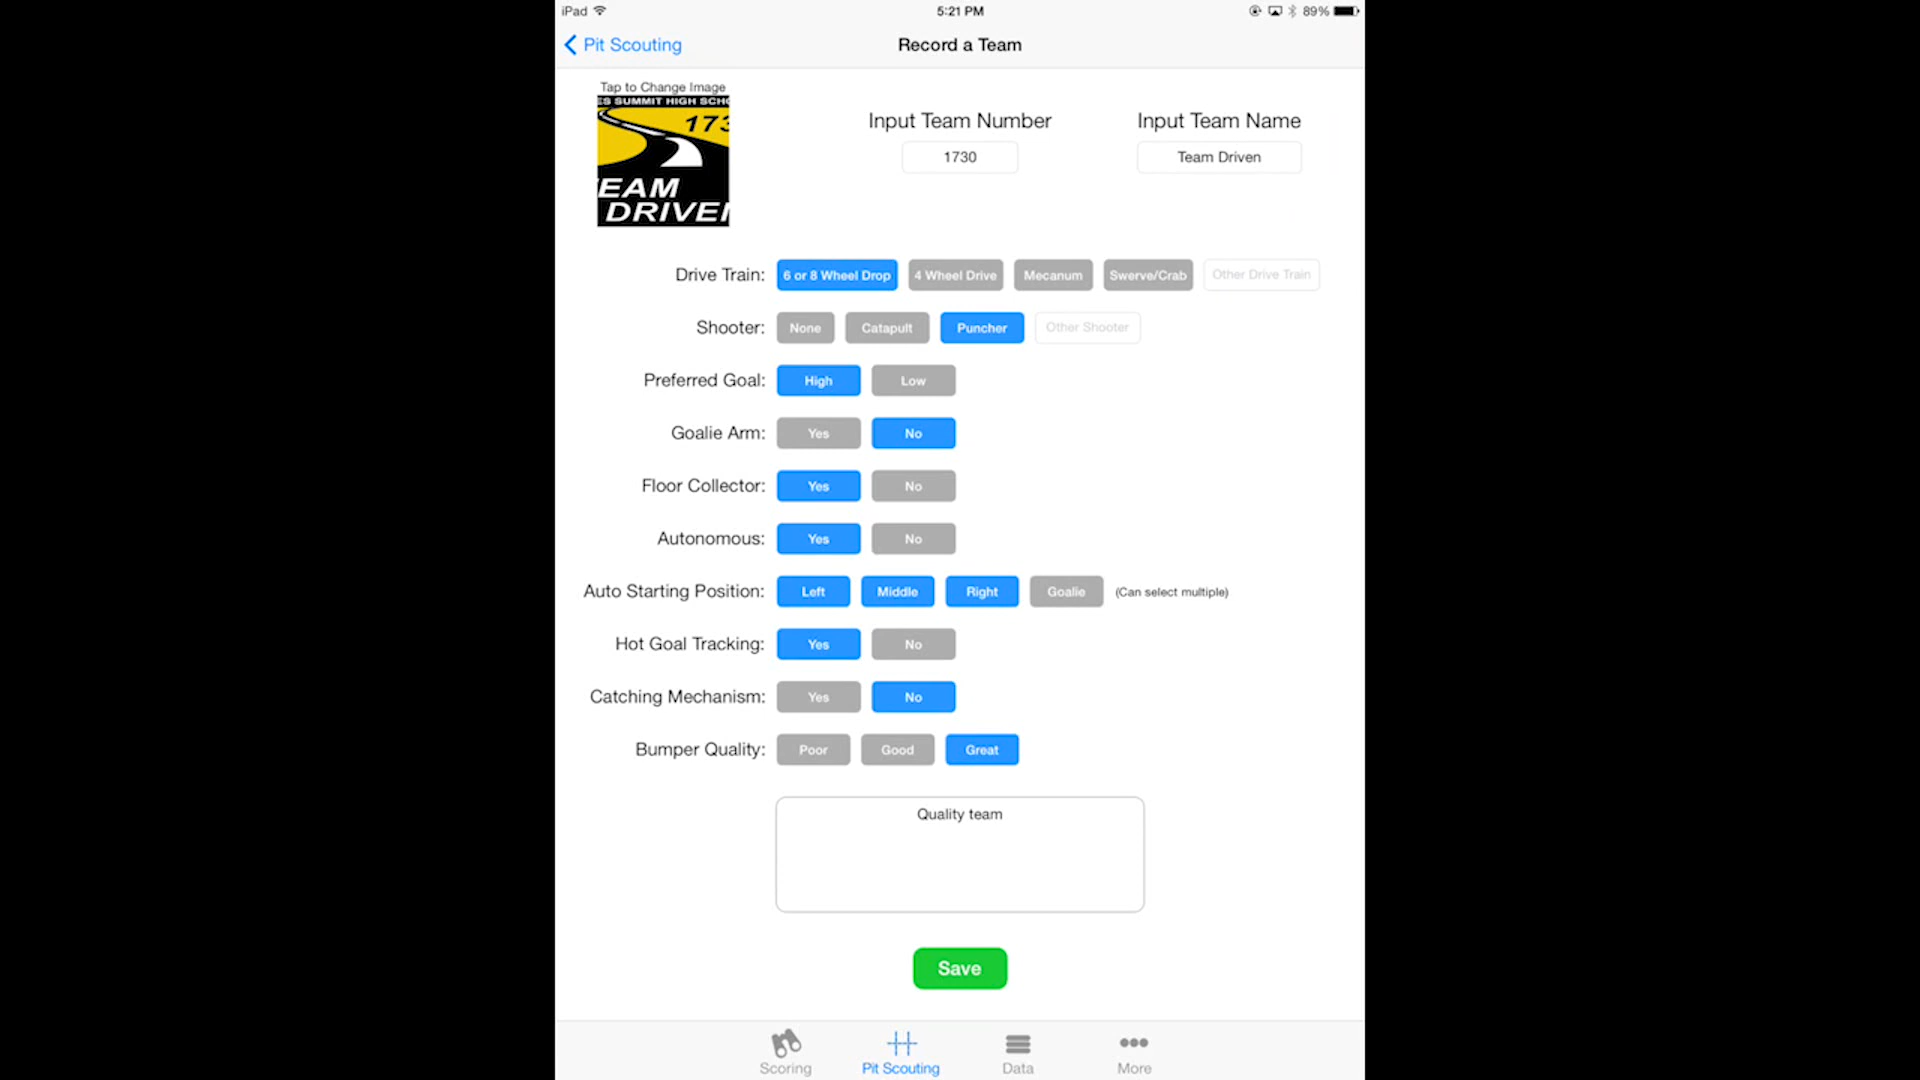 iPad 5:21 PM 89%
Pit Scouting Record a Team
Tap to Change Image
ES SUMMIT HIGH SCHO
173
EAM
DRIVE
Input Team Number Input Team Name
1730 Team Driven
Drive Train: 6 or 8 Wheel Drop 4 Wheel Drive Mecanum Swerve/Crab Other Drive Train
Shooter: None Catapult Puncher Other Shooter
Preferred Goal: High Low
Goalie Arm: Yes No
Floor Collector: Yes No
Autonomous: Yes No
Auto Starting Position: Left Middle Right Goalie (Can select multiple)
Hot Goal Tracking: Yes No
Catching Mechanism: Yes No
Bumper Quality: Poor Good Great
Quality team
Save
Scoring Pit Scouting Data More